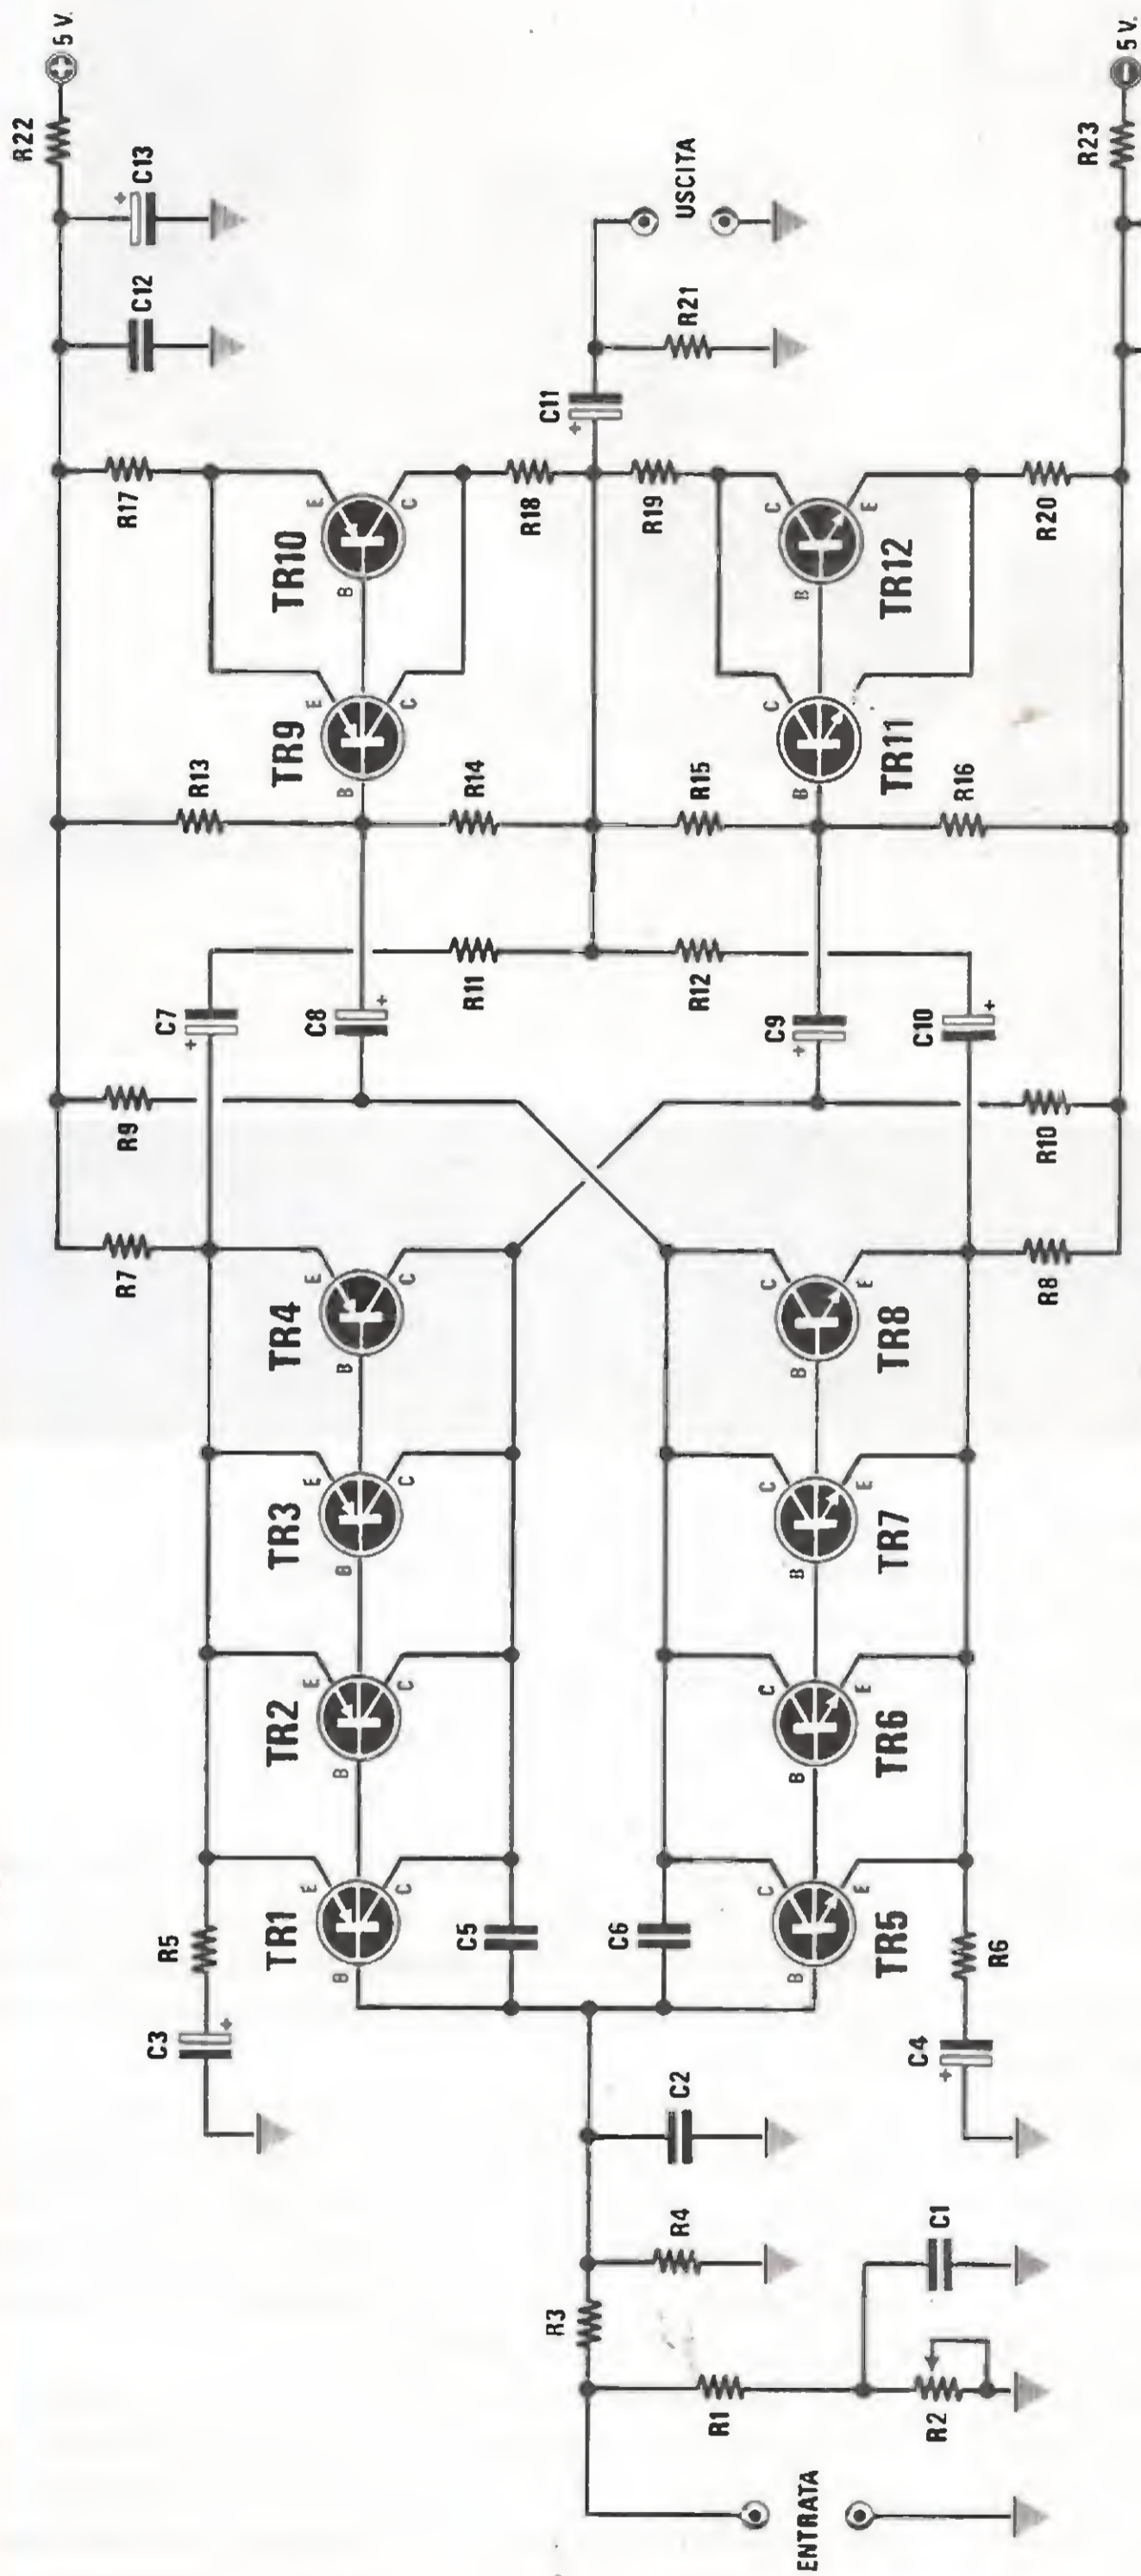 R22
5 V.
C12
C13
R17
TR10
E
C
B
TR9
E
C
B
R13
R14
R18
C11
R21
USCITA
R19
R15
TR12
C
E
B
TR11
C
B
R16
R20
R23
5 V.
C7
C8
R11
R12
C9
C10
R9
R7
R10
R8
TR4
E
C
B
TR3
E
C
B
TR2
E
C
B
TR1
E
C
B
TR8
C
E
B
TR7
C
E
B
TR6
C
E
B
TR5
C
E
B
R5
C3
C5
C6
R6
C4
C2
R4
R3
C1
R1
R2
ENTRATA